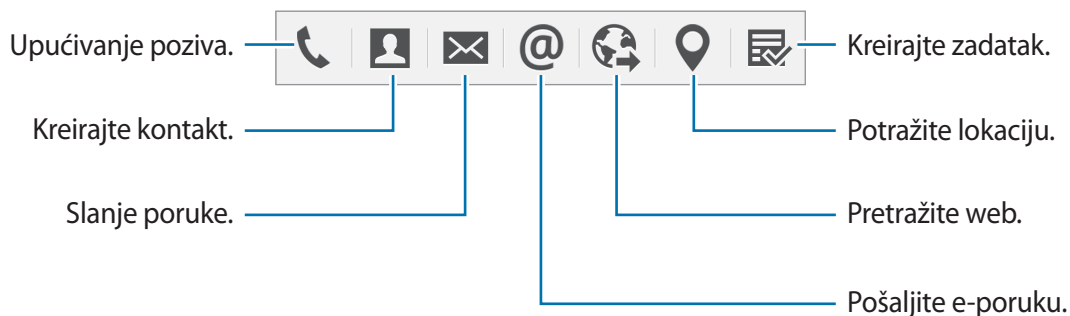 Upućivanje poziva.
Kreirajte zadatak.
Kreirajte kontakt.
Potražite lokaciju.
Slanje poruke.
Pretražite web.
Pošaljite e-poruku.